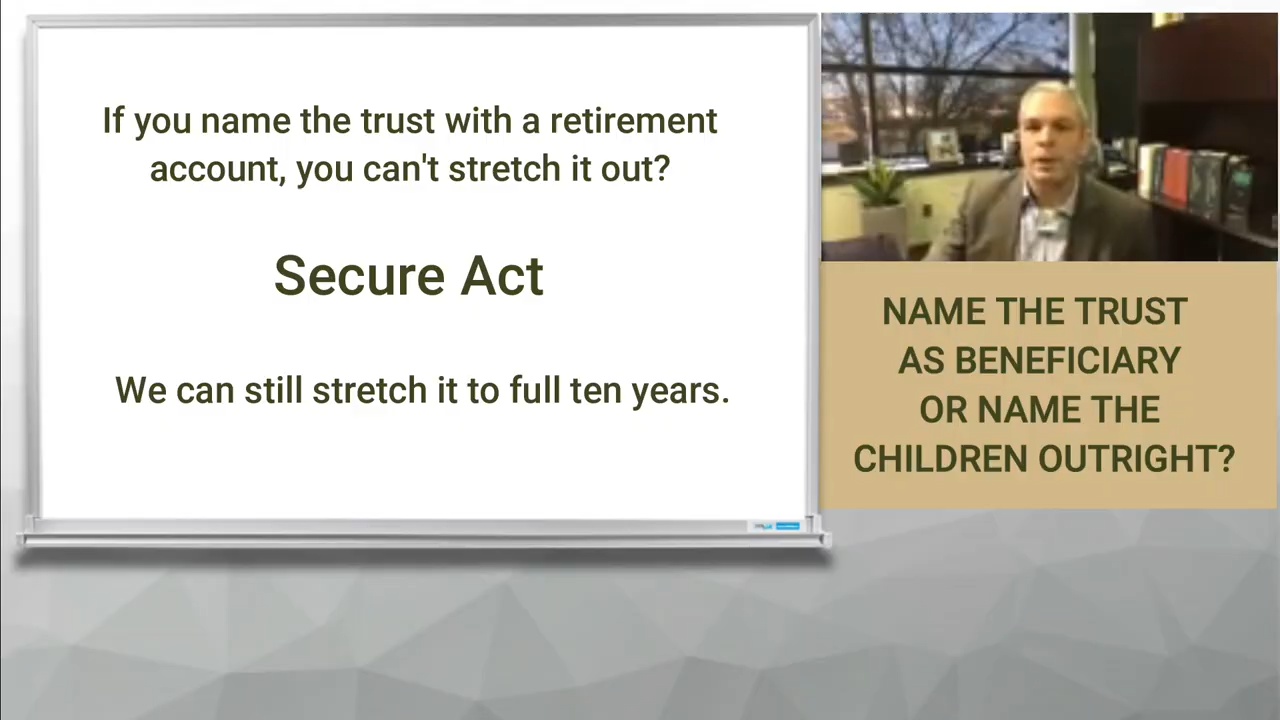 If you name the trust with a retirement
account, you can't stretch it out?
Secure Act
We can still stretch it to full ten years.
NAME THE TRUST
AS BENEFICIARY
OR NAME THE
CHILDREN OUTRIGHT?